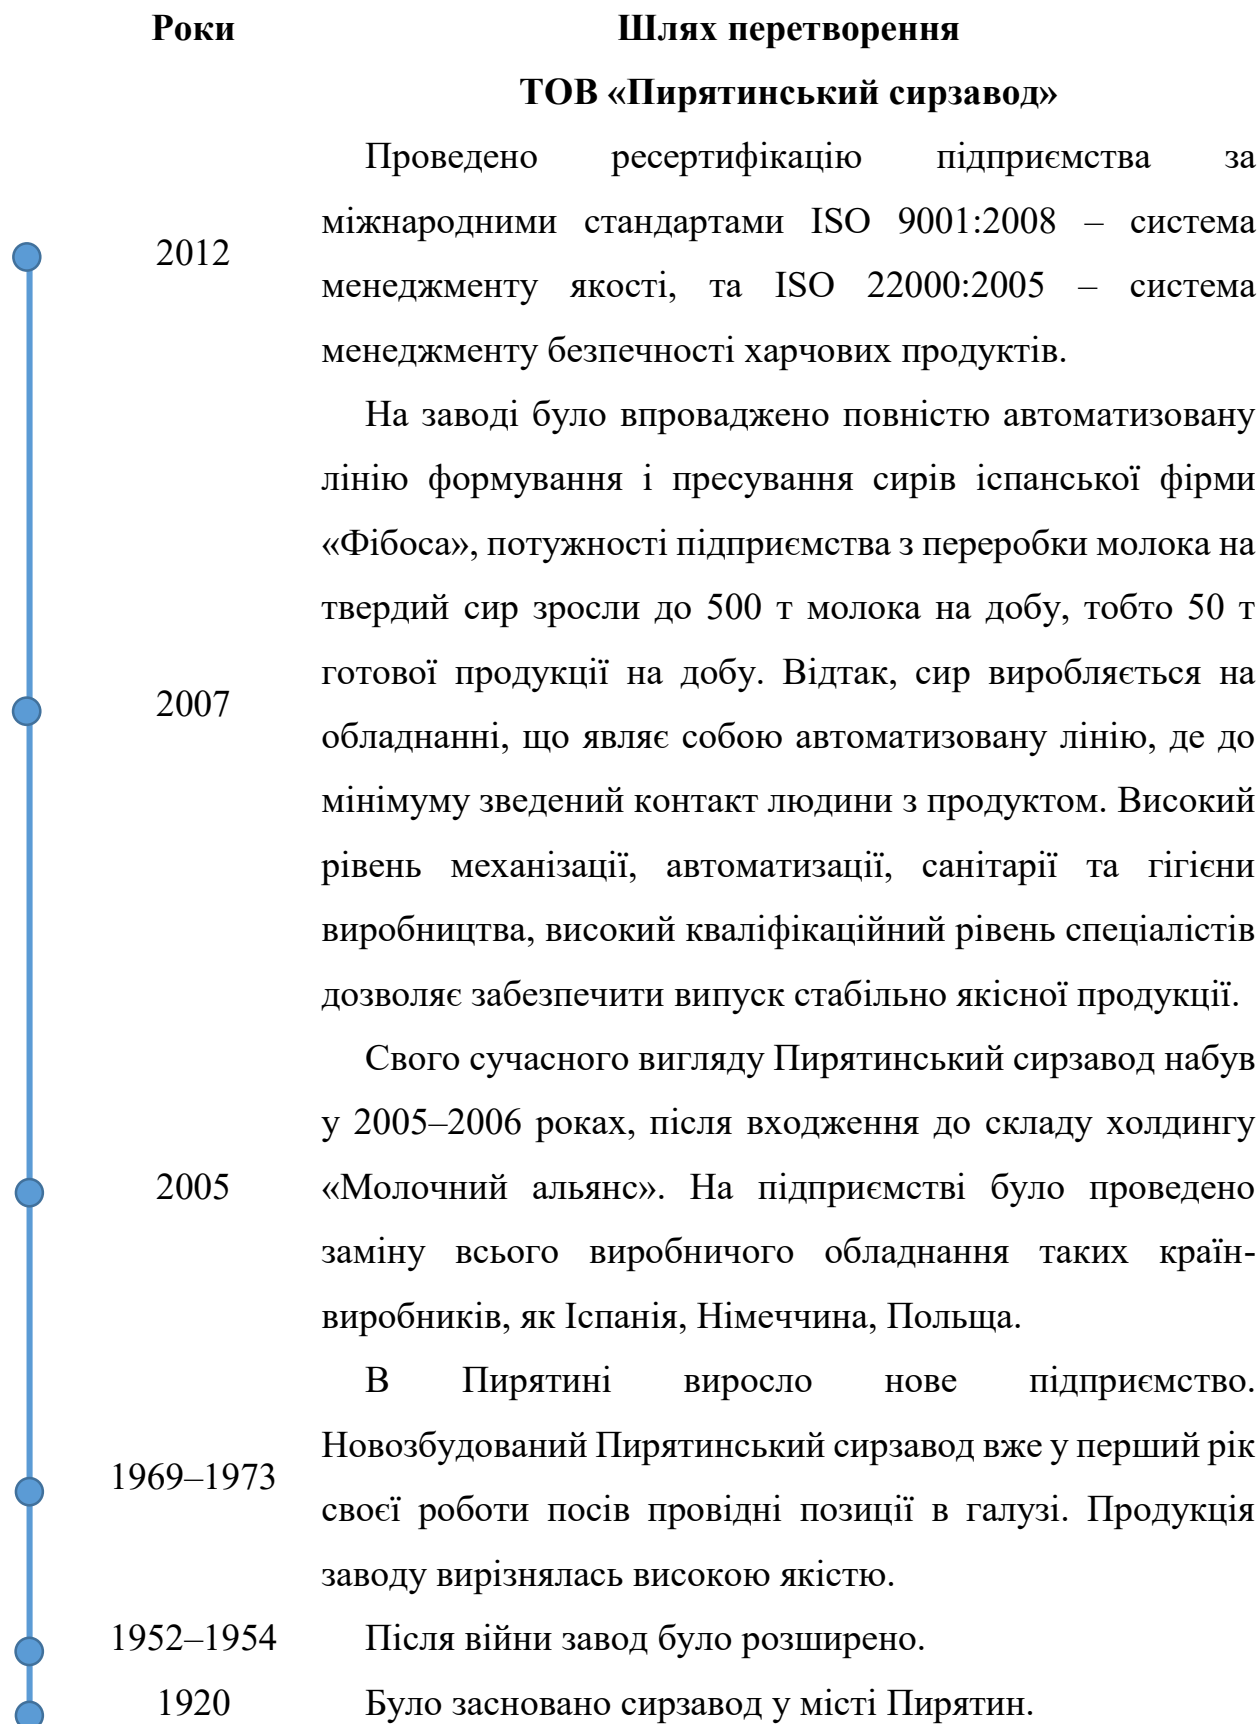 Роки Шлях перетворення
ТОВ «Пирятинський сирзавод»
Проведено ресертифікацію підприємства за
міжнародними стандартами ISO 9001:2008 – система
2012
менеджменту якості, та ISO 22000:2005 – система
менеджменту безпечності харчових продуктів.
На заводі було впроваджено повністю автоматизовану
лінію формування і пресування сирів іспанської фірми
«Фібоса», потужності підприємства з переробки молока на
твердий сир зросли до 500 т молока на добу, тобто 50 т
готової продукції на добу. Відтак, сир виробляється на
2007
обладнанні, що являє собою автоматизовану лінію, де до
мінімуму зведений контакт людини з продуктом. Високий
рівень механізації, автоматизації, санітарії та гігієни
виробництва, високий кваліфікаційний рівень спеціалістів
дозволяє забезпечити випуск стабільно якісної продукції.
Свого сучасного вигляду Пирятинський сирзавод набув
у 2005–2006 роках, після входження до складу холдингу
2005 «Молочний альянс». На підприємстві було проведено
заміну всього виробничого обладнання таких країн-
виробників, як Іспанія, Німеччина, Польща.
В Пирятині виросло нове підприємство.
Новозбудований Пирятинський сирзавод вже у перший рік
1969–1973
своєї роботи посів провідні позиції в галузі. Продукція
заводу вирізнялась високою якістю.
1952–1954 Після війни завод було розширено.
1920 Було засновано сирзавод у місті Пирятин.